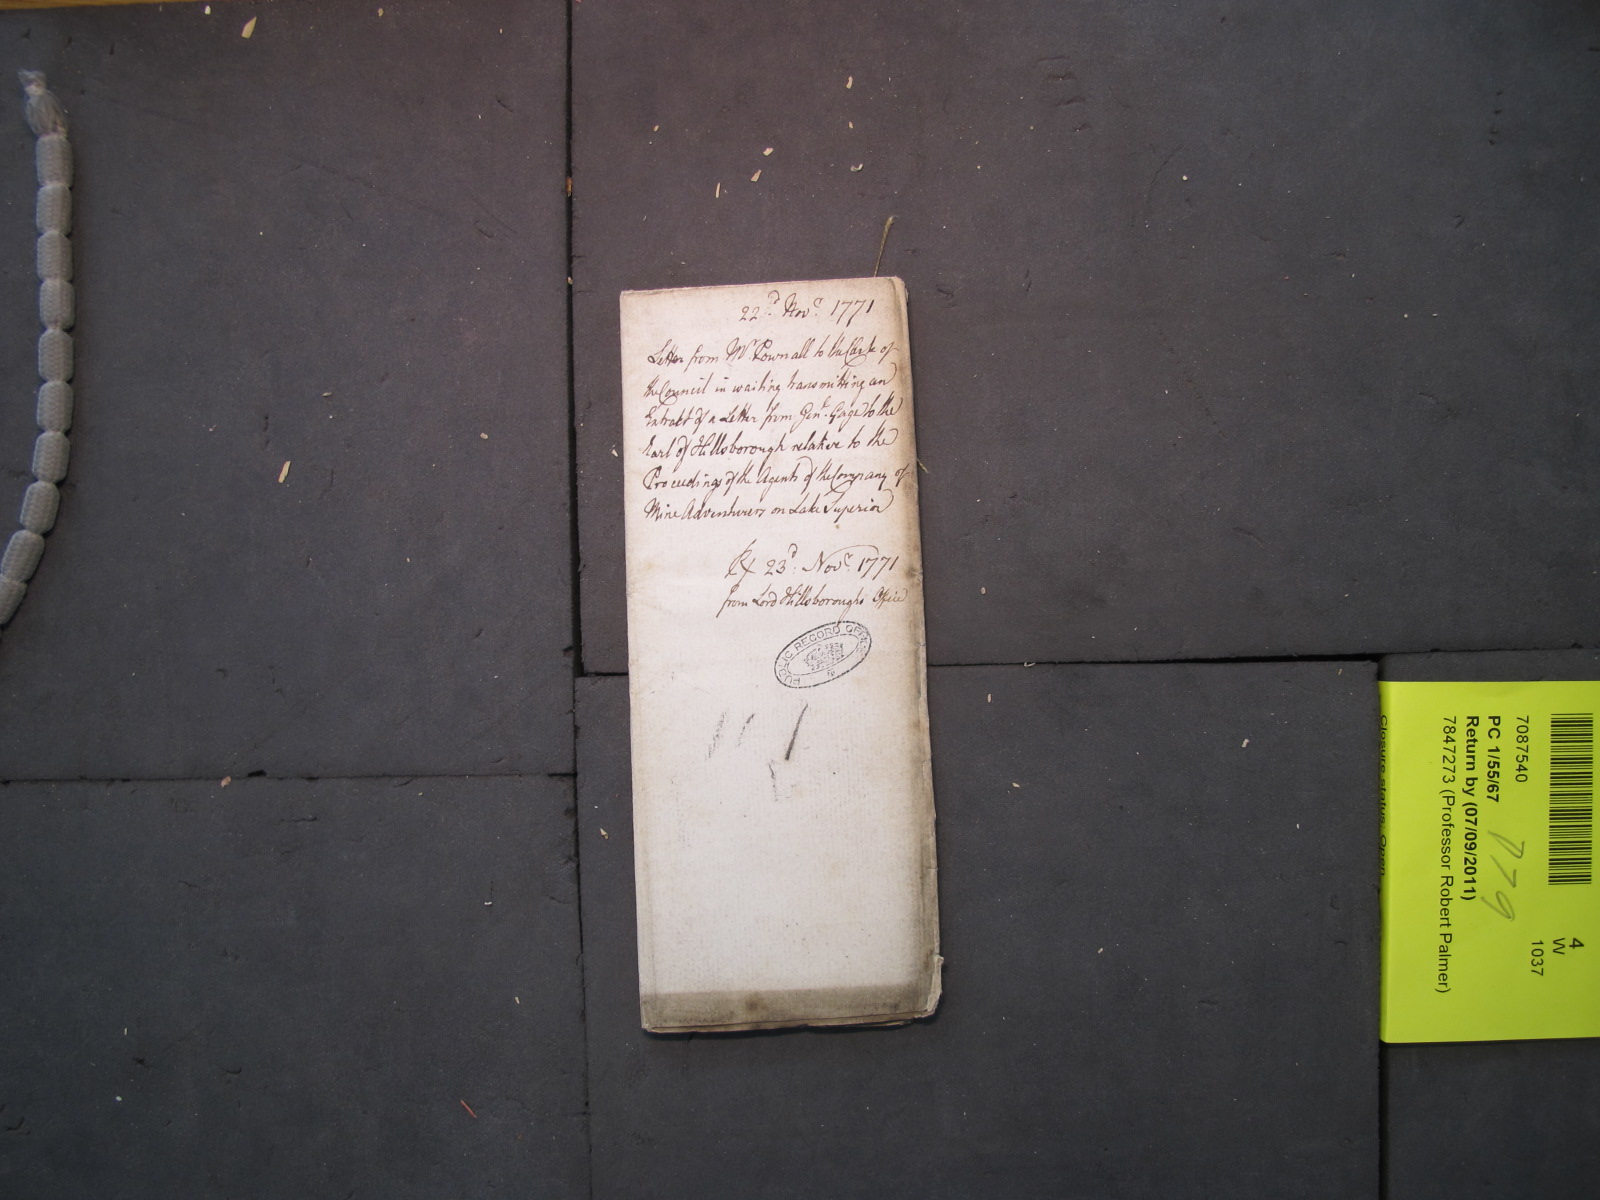 22d. Novr. 1771
Letter from Mr. Pownall to the Clerk of
the Council in waiting transmitting an
Extract of a Letter from Genl. Gage to the
Earl of Hillsborough relative to the
Proceedings of the Agents of the Company of
Mine Adventurers on Lake Superior
Rx 23d. Novr. 1771
from Lord Hillsborough's Office
PUBLIC RECORD OFFICE
4
W
1037
7087540
PC 1/55/67
779
Return by (07/09/2011)
7847273 (Professor Robert Palmer)
Closure status Open